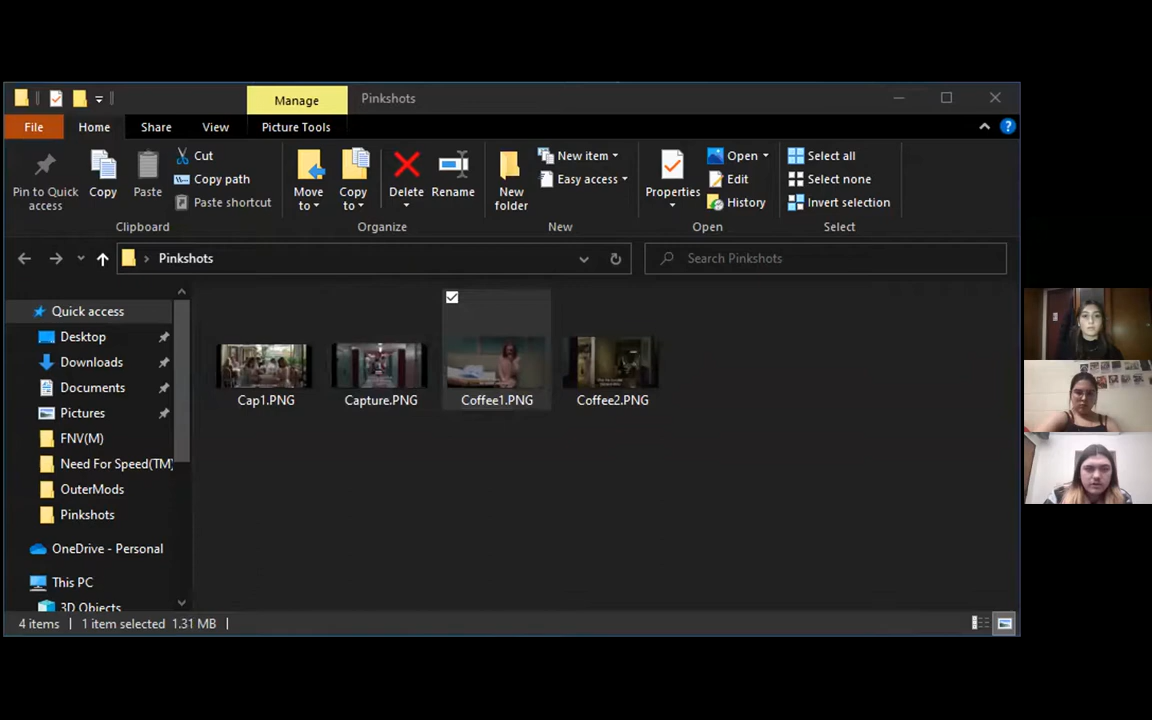 Manage
Pinkshots
File
Home
Share
View
Picture Tools
Pin to Quick access
Copy
Paste
Cut
Copy path
Paste shortcut
Clipboard
Move to
Copy to
Delete
Rename
Organize
New folder
New item
Easy access
New
Properties
Open
Edit
History
Open
Select all
Select none
Invert selection
Select
Pinkshots
Search Pinkshots
Quick access
Desktop
Downloads
Documents
Pictures
FNV(M)
Need For Speed(TM)
OuterMods
Pinkshots
OneDrive - Personal
This PC
3D Objects
Cap1.PNG
Capture.PNG
Coffee1.PNG
Coffee2.PNG
4 items
1 item selected 1.31 MB